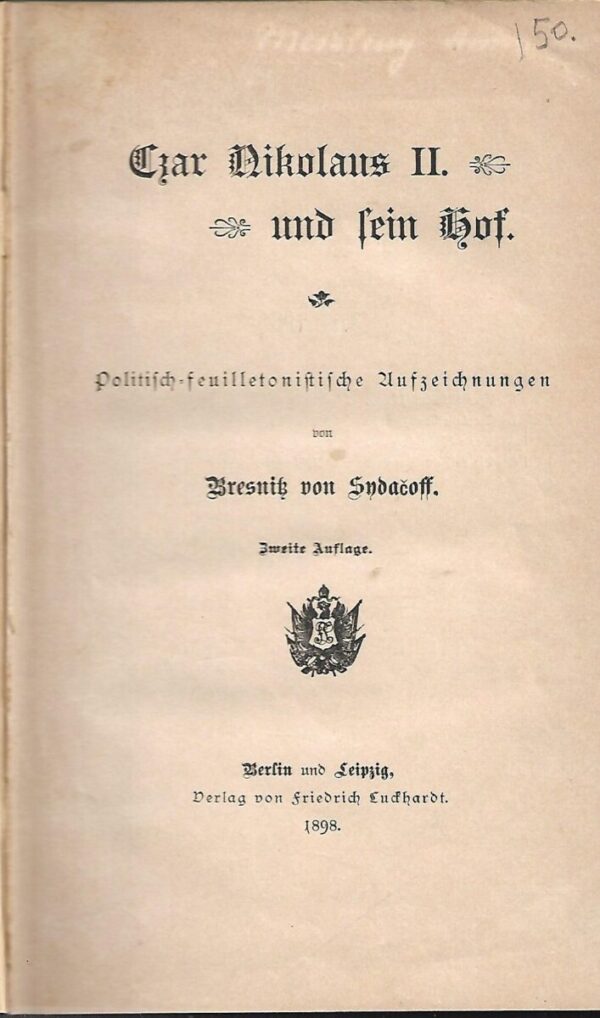 150.
Czar Nikolaus II.
und sein Hof.
Politisch-feuilletonistische Aufzeichnungen
von
Bresnitz von Sydačoff.
Zweite Auflage.
Berlin und Leipzig,
Verlag von Friedrich Luckhardt.
1898.